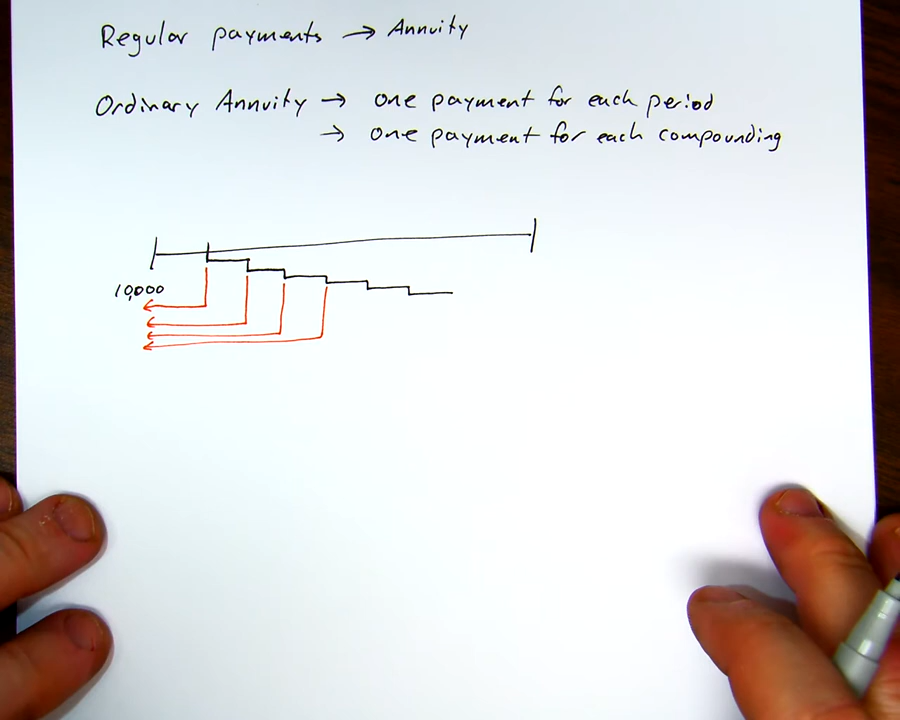 Regular payments → Annuity
Ordinary Annuity → one payment for each period
→ one payment for each compounding
10,000